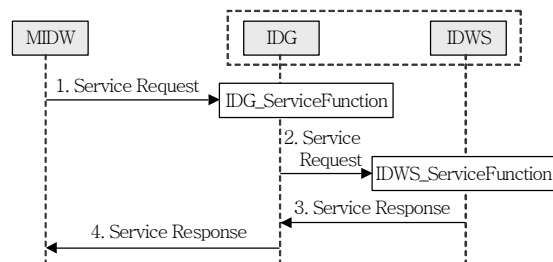 MIDW
IDG
IDWS
1. Service Request
IDG_ServiceFunction
2. Service
Request
IDWS_ServiceFunction
3. Service Response
4. Service Response